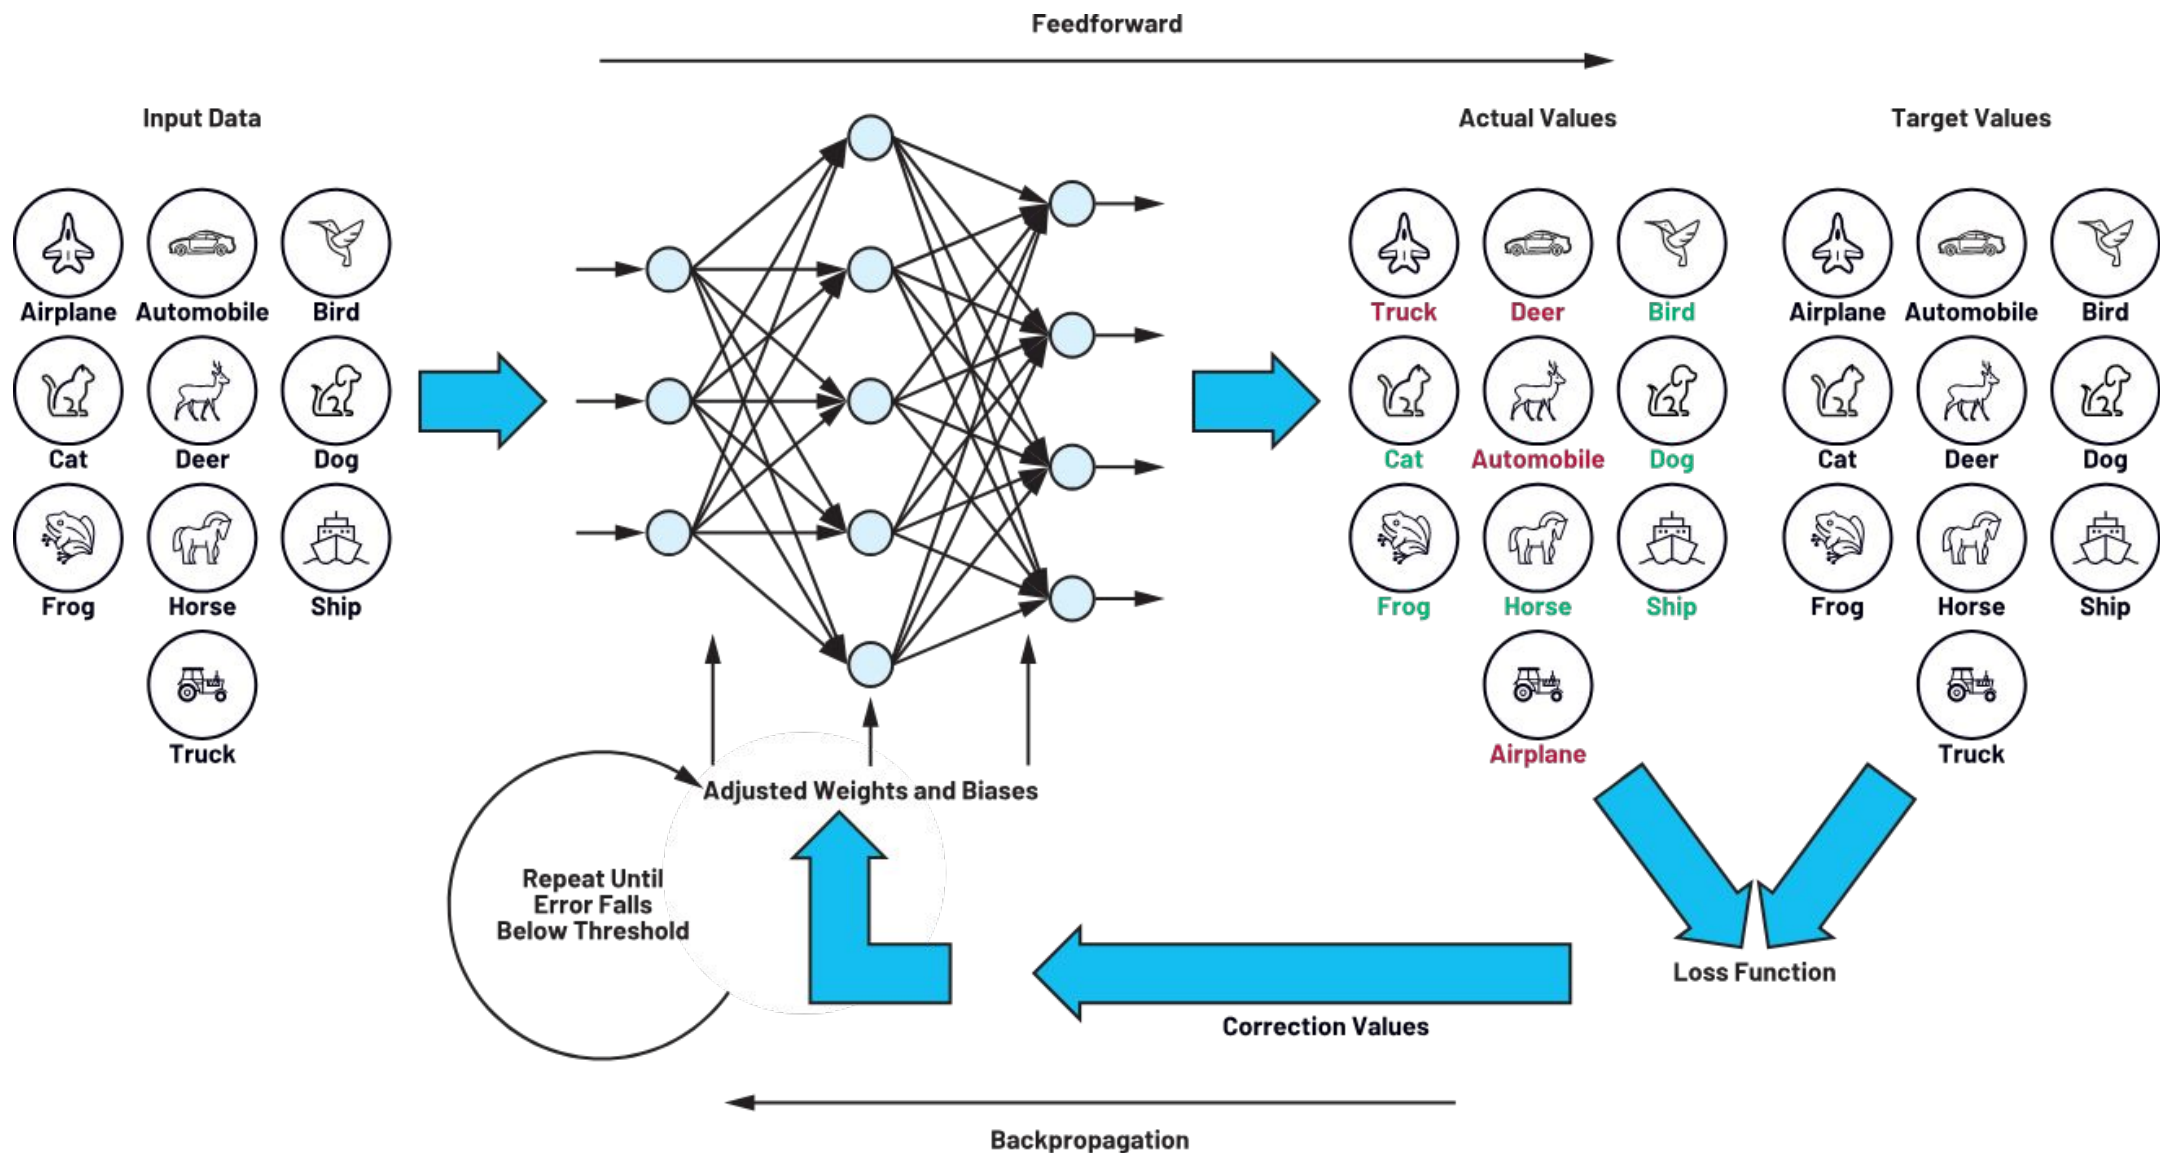 Feedforward
Input Data
Actual Values
Target Values
Airplane Automobile Bird
Truck Deer Bird
Airplane Automobile Bird
Cat Deer Dog
Cat Automobile Dog
Cat Deer Dog
Frog Horse Ship
Frog Horse Ship
Frog Horse Ship
Truck
Airplane
Truck
Adjusted Weights and Biases
Repeat Until
Error Falls
Below Threshold
Loss Function
Correction Values
Backpropagation